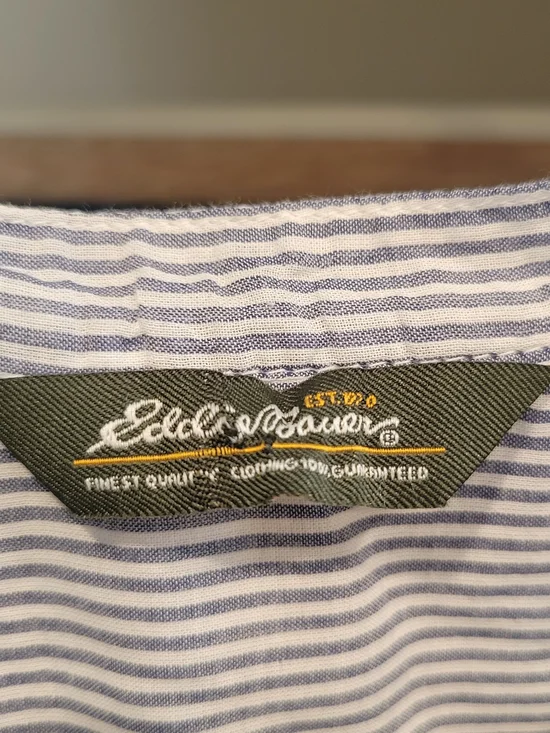 EST. 1920
Eddie Bauer
FINEST QUALITY CLOTHING 100% GUARANTEED